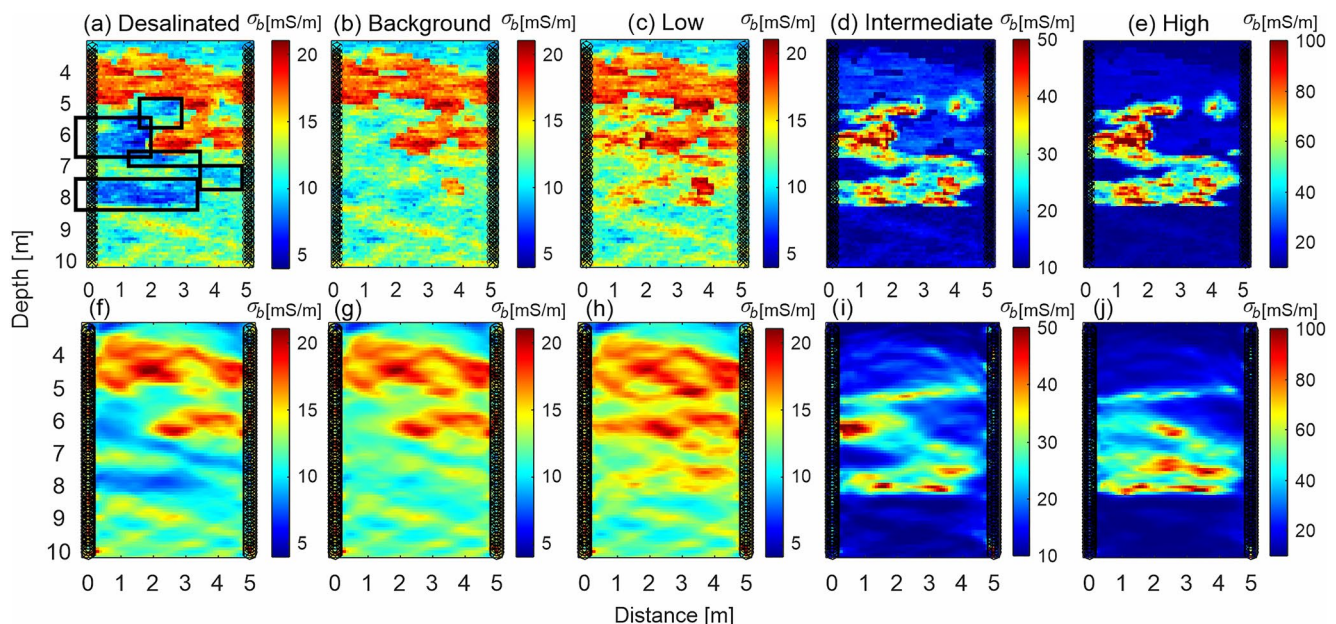 (a) Desalinated σb[mS/m] (b) Background σb[mS/m] (c) Low σb[mS/m] (d) Intermediate σb[mS/m] (e) High σb[mS/m]
20 20 20 50 100
4
5 15 15 15 40 80
6
7 30 60
8 10 10 10 40
9 20
5 5 5 20
10 10
0 1 2 3 4 5 0 1 2 3 4 5 0 1 2 3 4 5 0 1 2 3 4 5 0 1 2 3 4 5
Depth [m]
(f) σb[mS/m] (g) σb[mS/m] (h) σb[mS/m] (i) σb[mS/m] (j) σb[mS/m]
20 20 20 50 100
4
5 15 15 15 40 80
6
7 30 60
8 10 10 10 40
9 20
5 5 5 20
10 10
0 1 2 3 4 5 0 1 2 3 4 5 0 1 2 3 4 5 0 1 2 3 4 5 0 1 2 3 4 5
Distance [m]